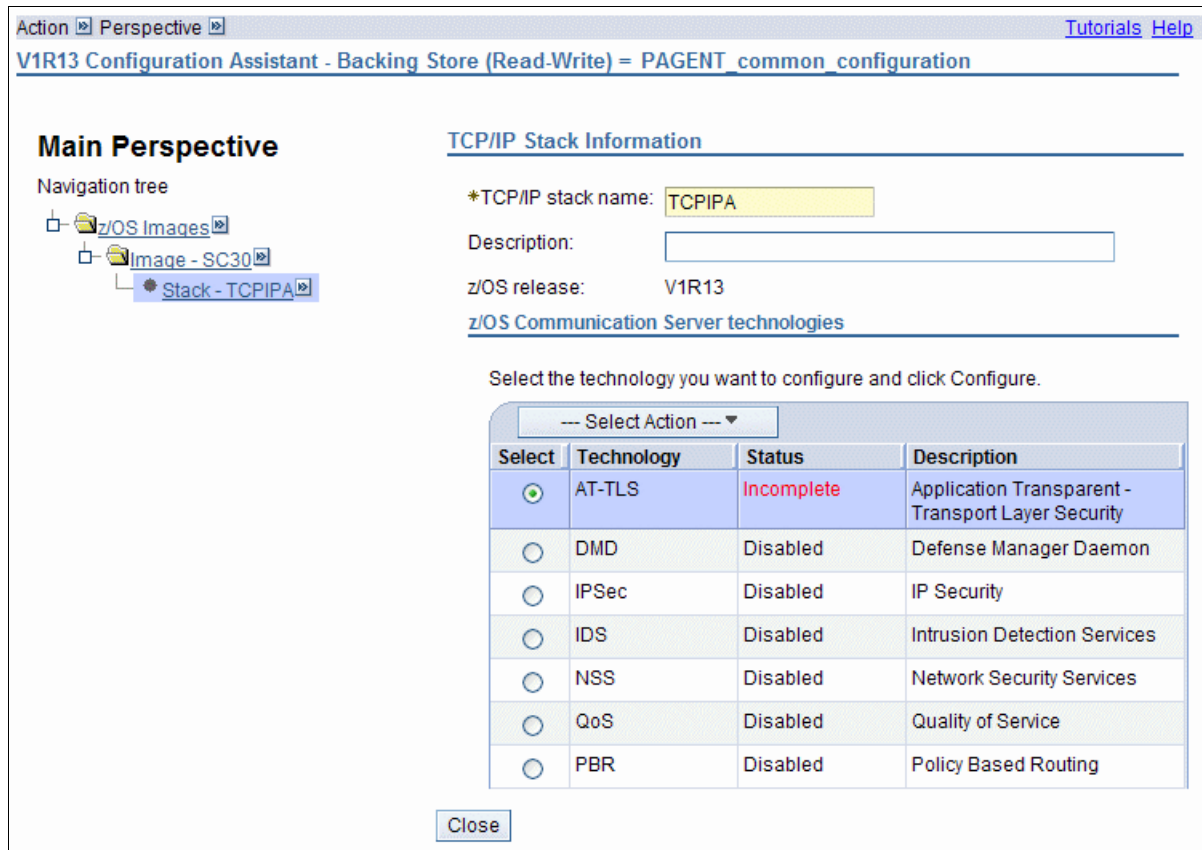 Action Perspective Tutorials Help
V1R13 Configuration Assistant - Backing Store (Read-Write) = PAGENT_common_configuration
Main Perspective
Navigation tree
z/OS Images
Image - SC30
Stack - TCPIPA
TCP/IP Stack Information
*TCP/IP stack name: TCPIPA
Description:
z/OS release: V1R13
z/OS Communication Server technologies
Select the technology you want to configure and click Configure.
--- Select Action ---
Select Technology Status Description
AT-TLS Incomplete Application Transparent -
Transport Layer Security
DMD Disabled Defense Manager Daemon
IPSec Disabled IP Security
IDS Disabled Intrusion Detection Services
NSS Disabled Network Security Services
QoS Disabled Quality of Service
PBR Disabled Policy Based Routing
Close